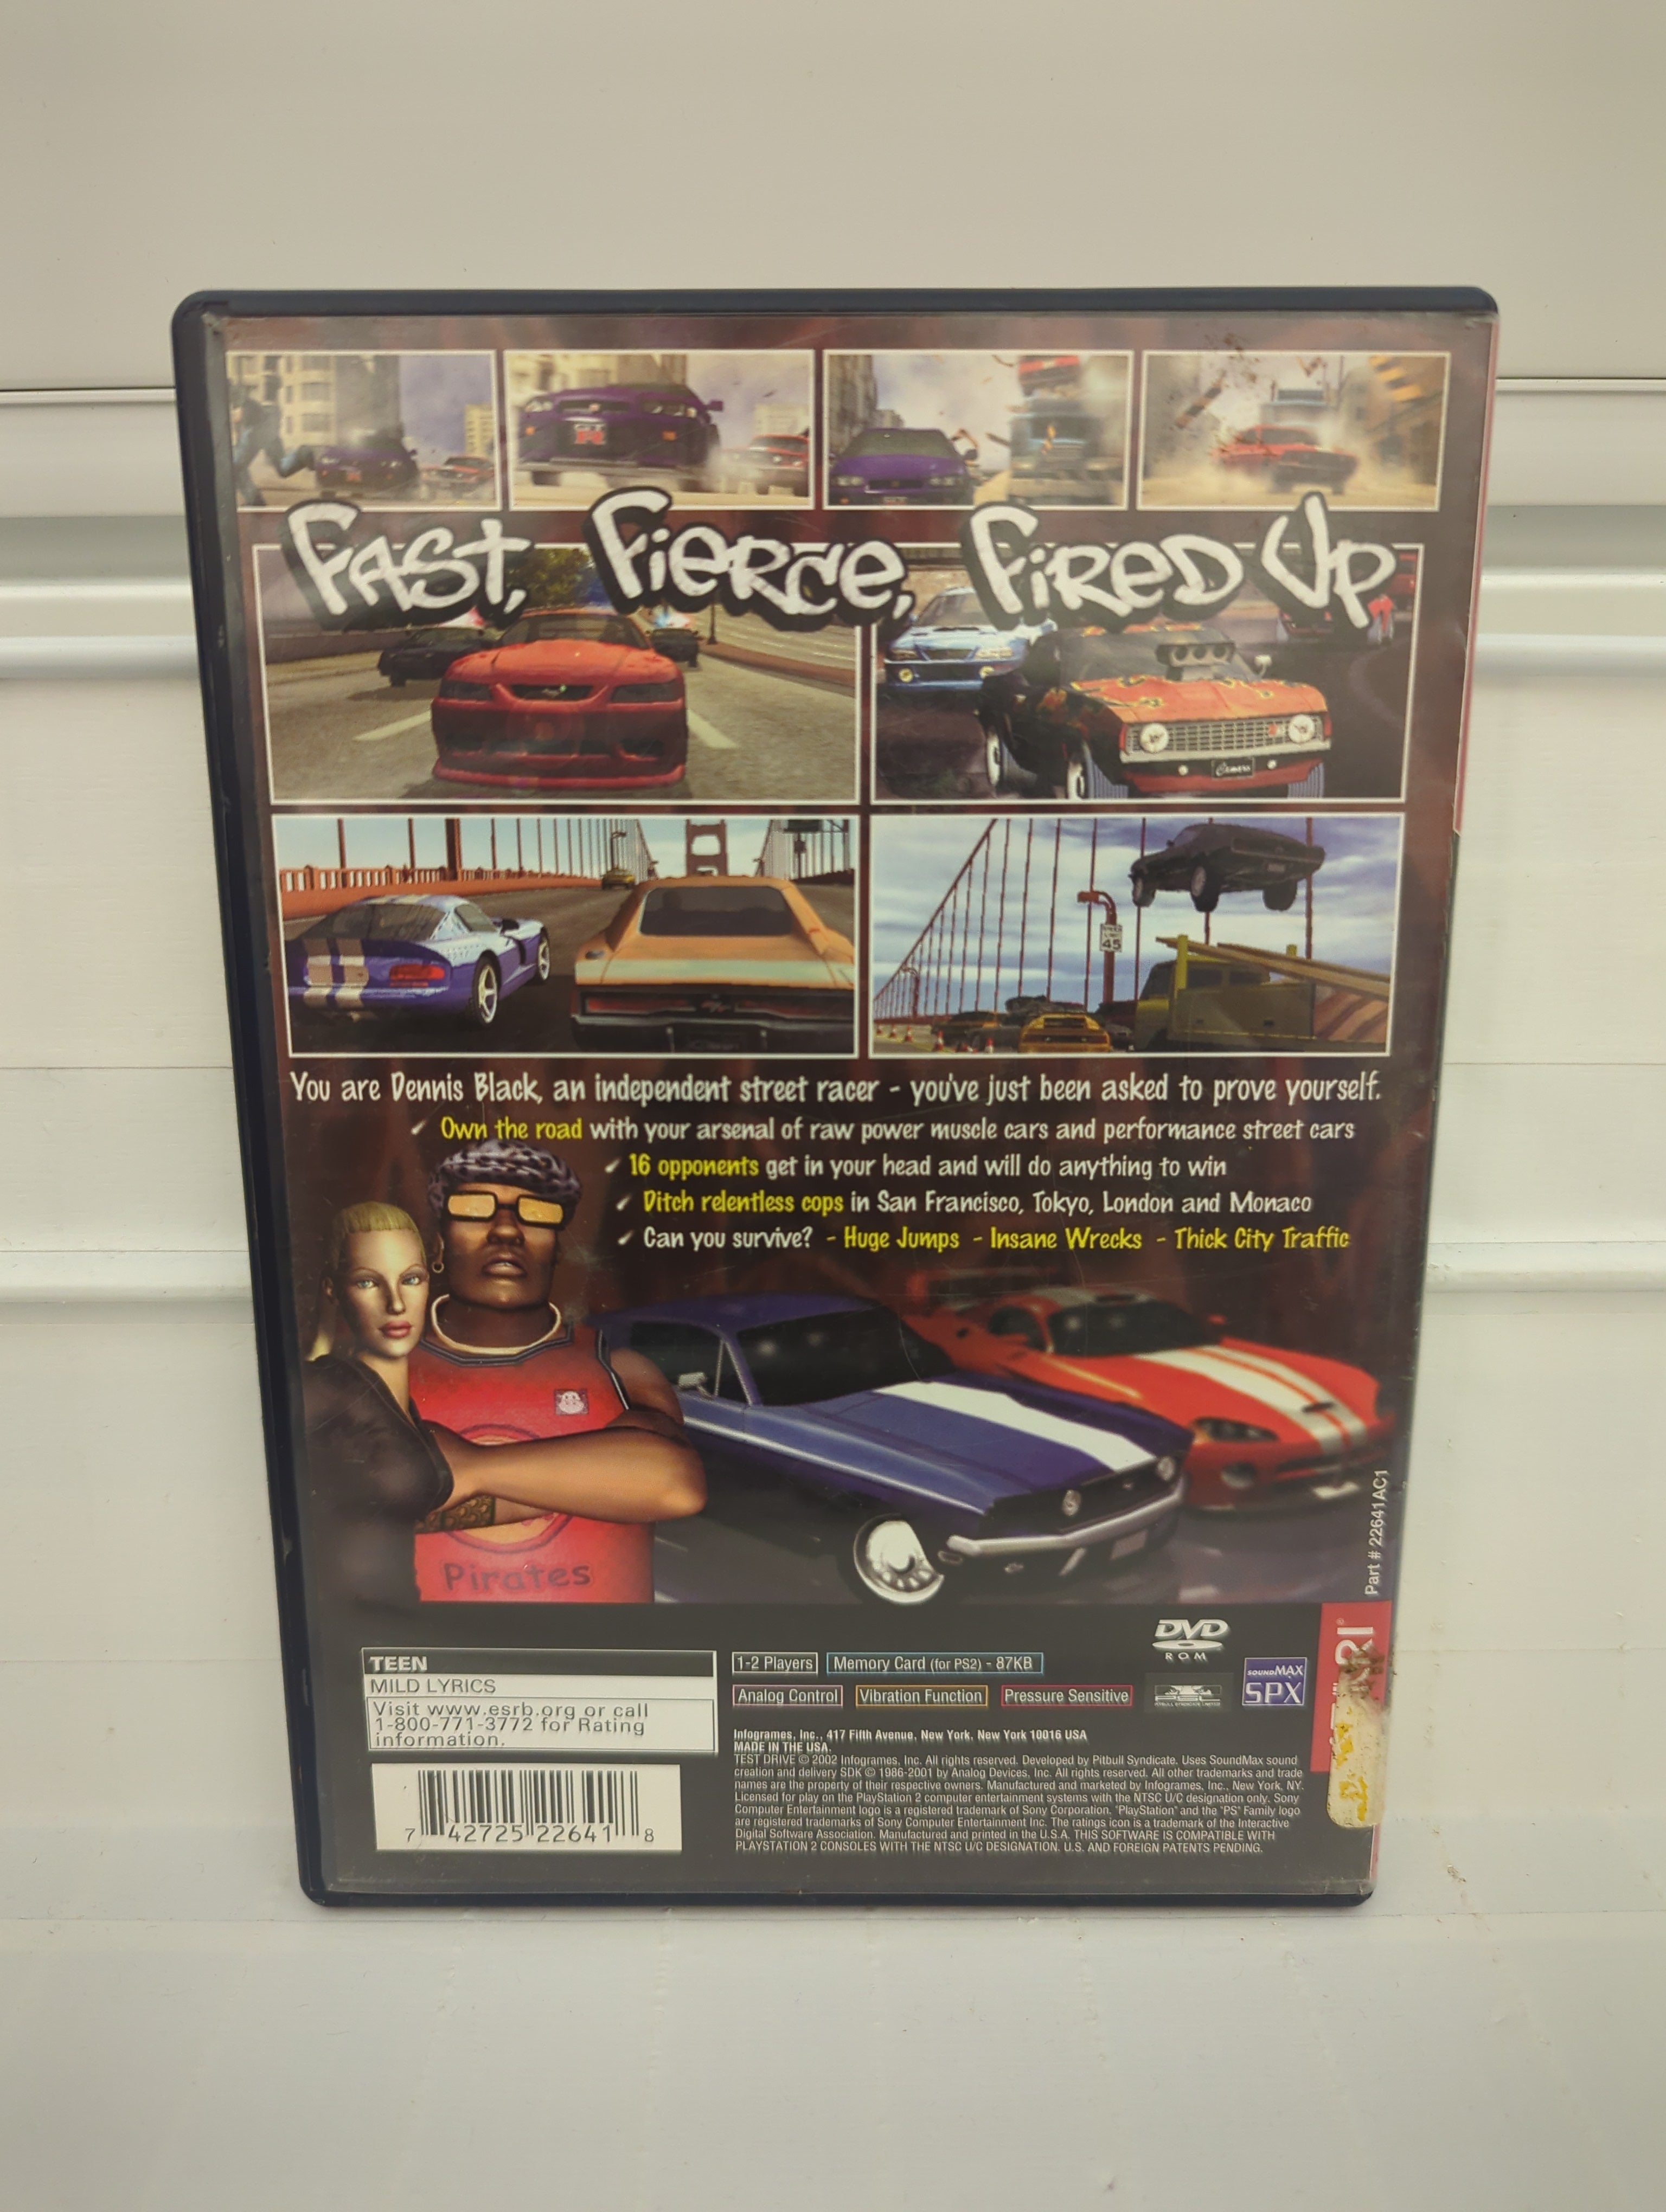 GT R
FAST, FIERCE, FIRED UP
Camaro
SPEED LIMIT 45
You are Dennis Black, an independent street racer - you've just been asked to prove yourself.
✓ Own the road with your arsenal of raw power muscle cars and performance street cars
✓ 16 opponents get in your head and will do anything to win
✓ Ditch relentless cops in San Francisco, Tokyo, London and Monaco
✓ Can you survive? - Huge Jumps - Insane Wrecks - Thick City Traffic
Pirates
Part # 22641AC1
TEEN
MILD LYRICS
Visit www.esrb.org or call
1-800-771-3772 for Rating
information.
7 42725 22641 8
1-2 Players
Memory Card (for PS2) - 87KB
Analog Control
Vibration Function
Pressure Sensitive
DVD
ROM
SOUNDMAX
SPX
Infogrames, Inc., 417 Fifth Avenue, New York, New York 10016 USA
MADE IN THE USA.
TEST DRIVE © 2002 Infogrames, Inc. All rights reserved. Developed by Pitbull Syndicate. Uses SoundMax sound
creation and delivery SDK © 1986-2001 by Analog Devices, Inc. All rights reserved. All other trademarks and trade
names are the property of their respective owners. Manufactured and marketed by Infogrames, Inc., New York, NY.
Licensed for play on the PlayStation 2 computer entertainment systems with the NTSC U/C designation only. Sony
Computer Entertainment logo is a registered trademark of Sony Corporation. "PlayStation" and the "PS" Family logo
are registered trademarks of Sony Computer Entertainment Inc. The ratings icon is a trademark of the Interactive
Digital Software Association. Manufactured and printed in the U.S.A. THIS SOFTWARE IS COMPATIBLE WITH
PLAYSTATION 2 CONSOLES WITH THE NTSC U/C DESIGNATION. U.S. AND FOREIGN PATENTS PENDING.